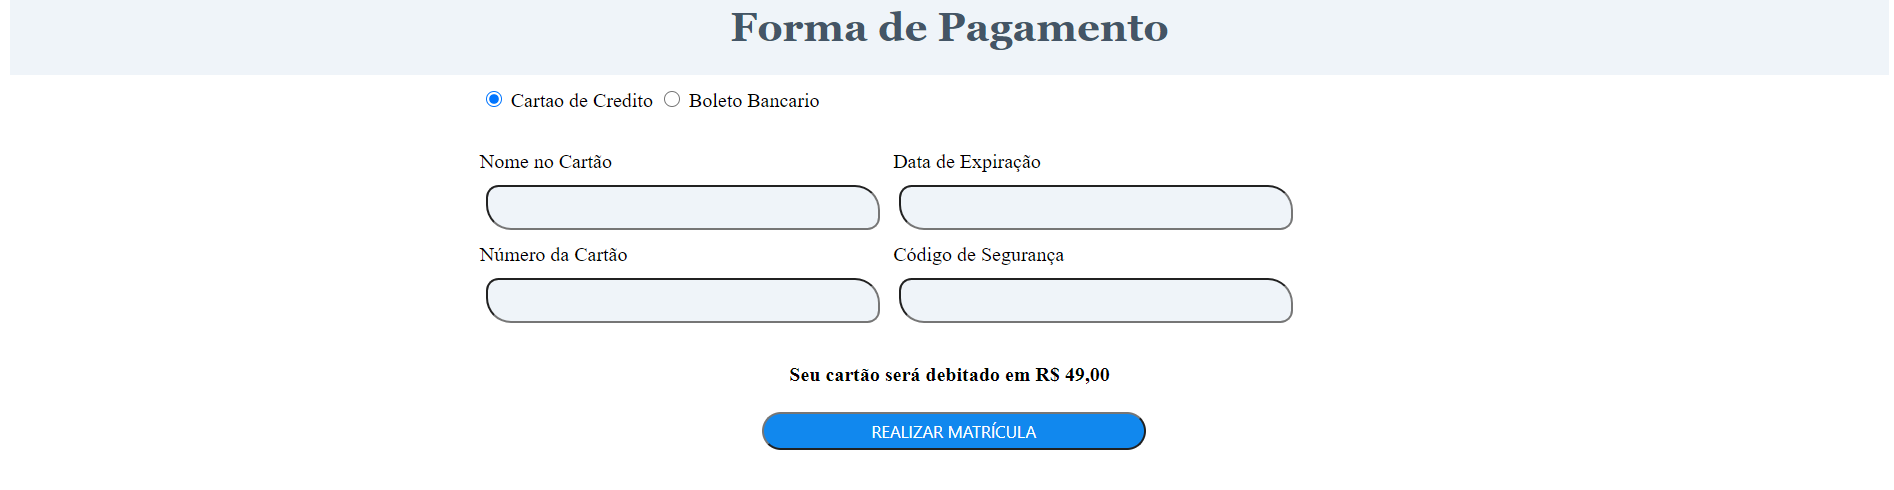 Forma de Pagamento
Cartao de Credito Boleto Bancario
Nome no Cartão Data de Expiração
Número da Cartão Código de Segurança
Seu cartão será debitado em R$ 49,00
REALIZAR MATRÍCULA